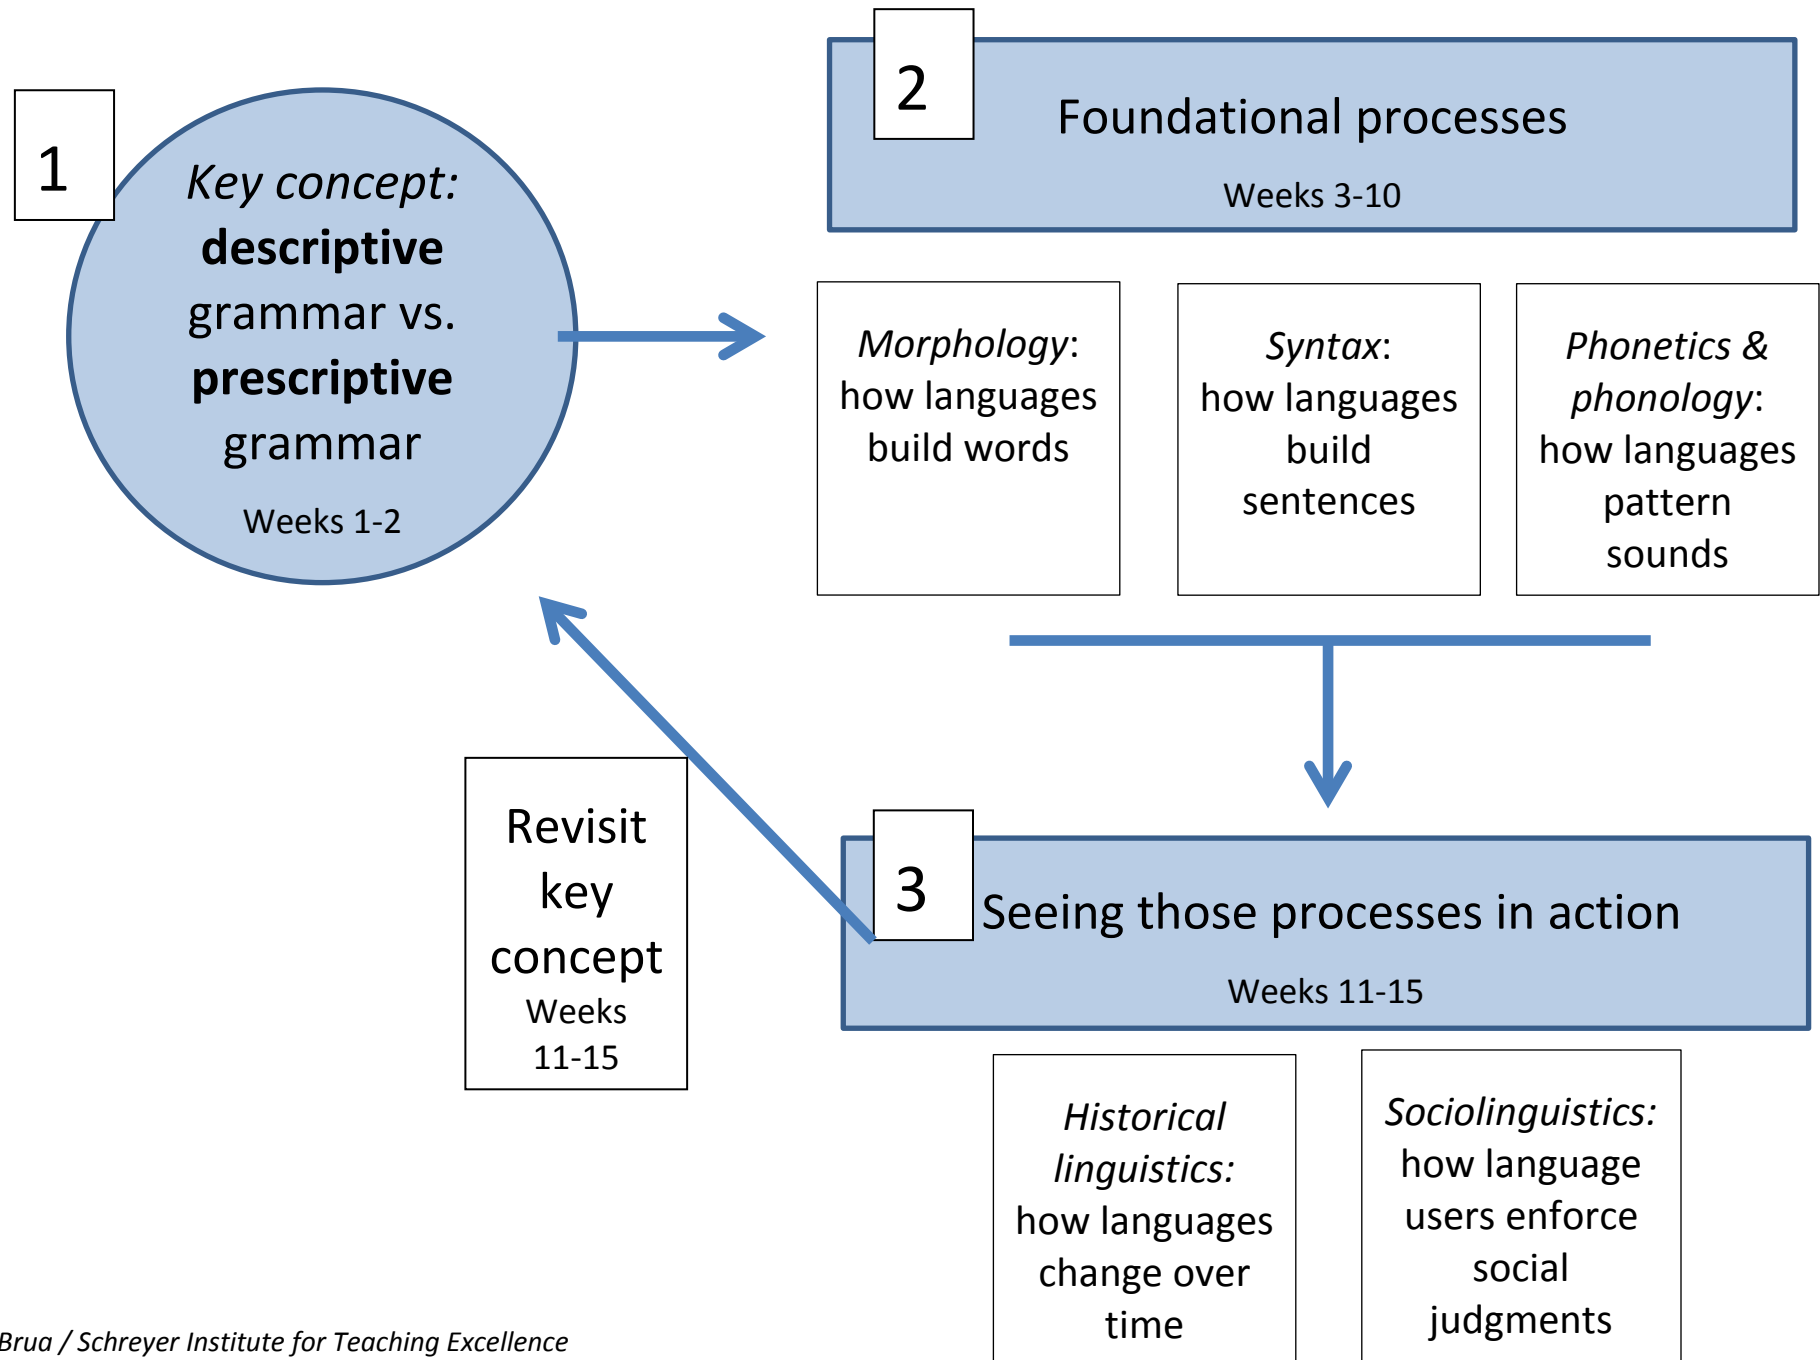 1
Key concept:
descriptive
grammar vs.
prescriptive
grammar
Weeks 1-2
2
Foundational processes
Weeks 3-10
Morphology:
how languages
build words
Syntax:
how languages
build
sentences
Phonetics &
phonology:
how languages
pattern
sounds
Revisit
key
concept
Weeks
11-15
3
Seeing those processes in action
Weeks 11-15
Historical
linguistics:
how languages
change over
time
Sociolinguistics:
how language
users enforce
social
judgments
Brua / Schreyer Institute for Teaching Excellence